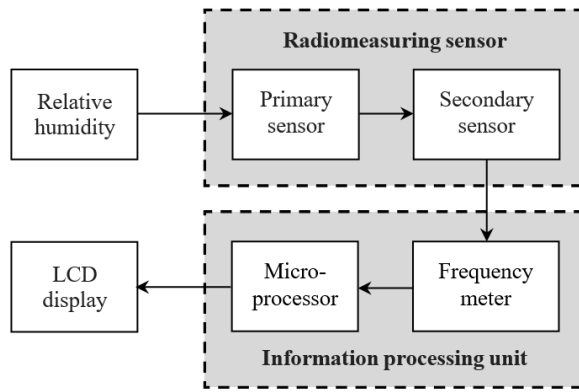 Radiomeasuring sensor
Relative
humidity
Primary
sensor
Secondary
sensor
LCD
display
Micro-
processor
Frequency
meter
Information processing unit